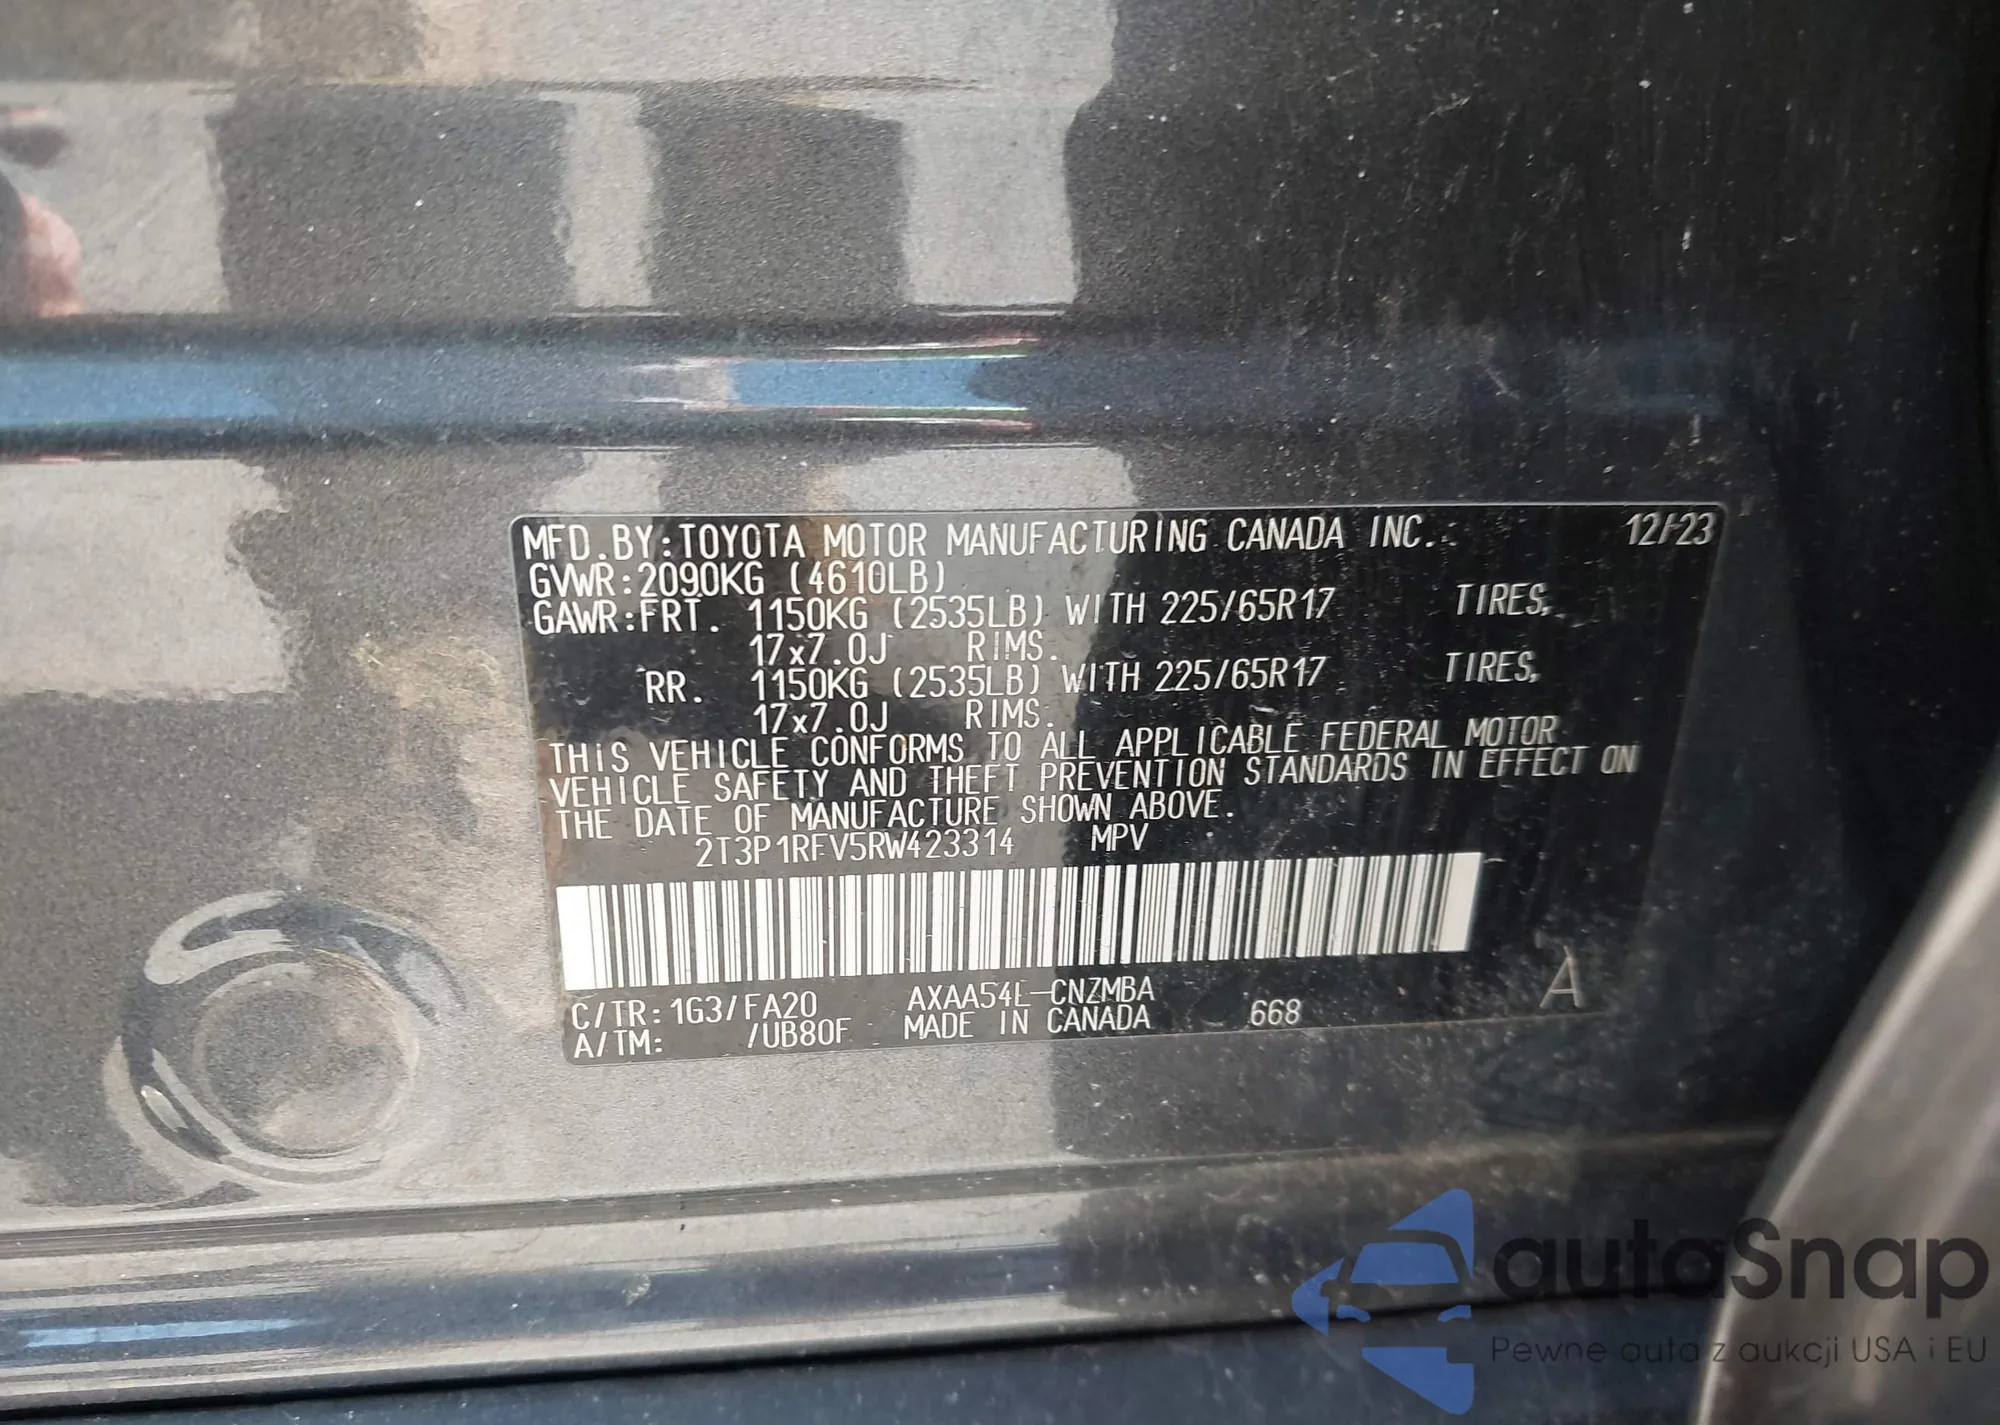 MFD.BY:TOYOTA MOTOR MANUFACTURING CANADA INC. 12/23
GVWR:2090KG (4610LB)
GAWR:FRT. 1150KG (2535LB) WITH 225/65R17 TIRES,
17x7.0J RIMS.
RR. 1150KG (2535LB) WITH 225/65R17 TIRES,
17x7.0J RIMS.
THIS VEHICLE CONFORMS TO ALL APPLICABLE FEDERAL MOTOR
VEHICLE SAFETY AND THEFT PREVENTION STANDARDS IN EFFECT ON
THE DATE OF MANUFACTURE SHOWN ABOVE.
2T3P1RFV5RW423314 MPV
C/TR:1G3/FA20 AXAA54L-CNZMBA
A/TM: /UB80F MADE IN CANADA 668 A
autaSnap
Pewne auta z aukcji USA i EU